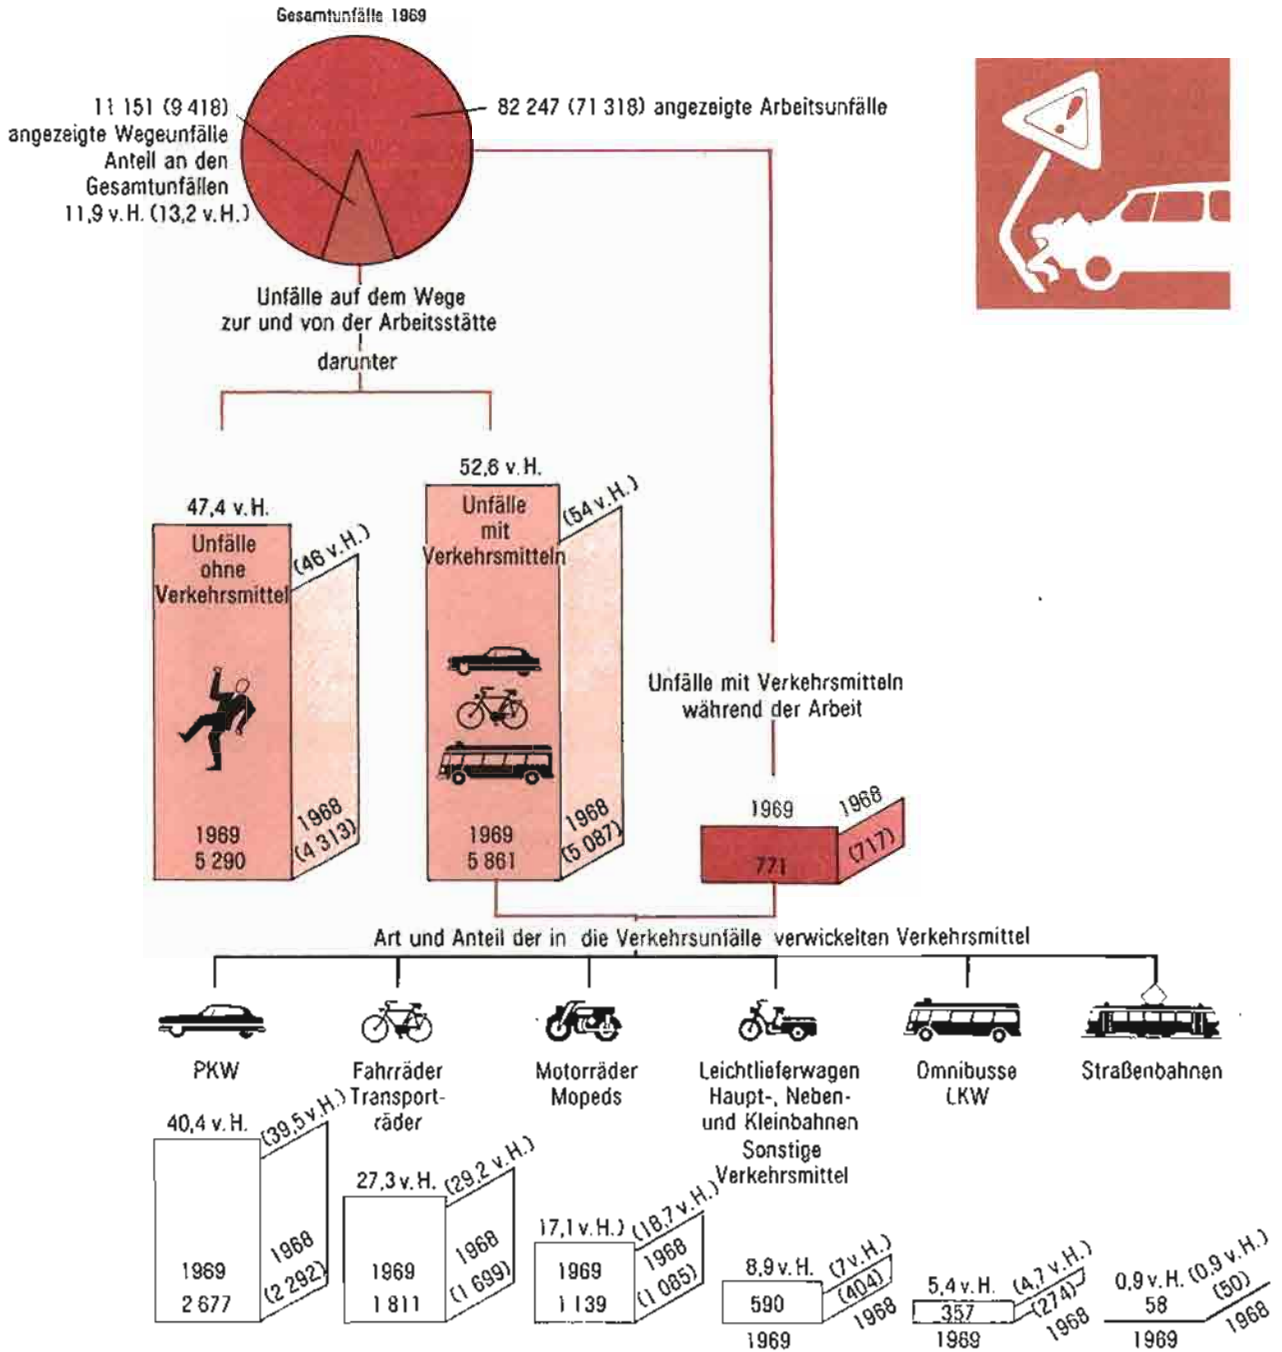 Gesamtunfälle 1969
11 151 (9 418)
angezeigte Wegeunfälle
Anteil an den
Gesamtunfällen
11,9 v. H. (13,2 v. H.)
82 247 (71 318) angezeigte Arbeitsunfälle
Unfälle auf dem Wege
zur und von der Arbeitsstätte
darunter
47,4 v. H.
Unfälle
ohne
Verkehrsmittel
(46 v. H.)
1969
5 290
1968
(4 313)
52,6 v. H.
Unfälle
mit
Verkehrsmitteln
(54 v. H.)
1969
5 861
1968
(5 087)
Unfälle mit Verkehrsmitteln
während der Arbeit
1969
771
1968
(717)
Art und Anteil der in die Verkehrsunfälle verwickelten Verkehrsmittel
PKW
40,4 v. H.
(39,5 v. H.)
1969
2 677
1968
(2 292)
Fahrräder
Transport-
räder
27,3 v. H.
(29,2 v. H.)
1969
1 811
1968
(1 699)
Motorräder
Mopeds
17,1 v. H.)
(18,7 v. H.)
1969
1 139
1968
(1 085)
Leichtlieferwagen
Haupt-, Neben-
und Kleinbahnen
Sonstige
Verkehrsmittel
8,9 v. H.
(7 v. H.)
590
(404)
1969
1968
Omnibusse
LKW
5,4 v. H.
(4,7 v. H.)
357
(274)
1969
1968
Straßenbahnen
0,9 v. H.
(0,9 v. H.)
58
(50)
1969
1968